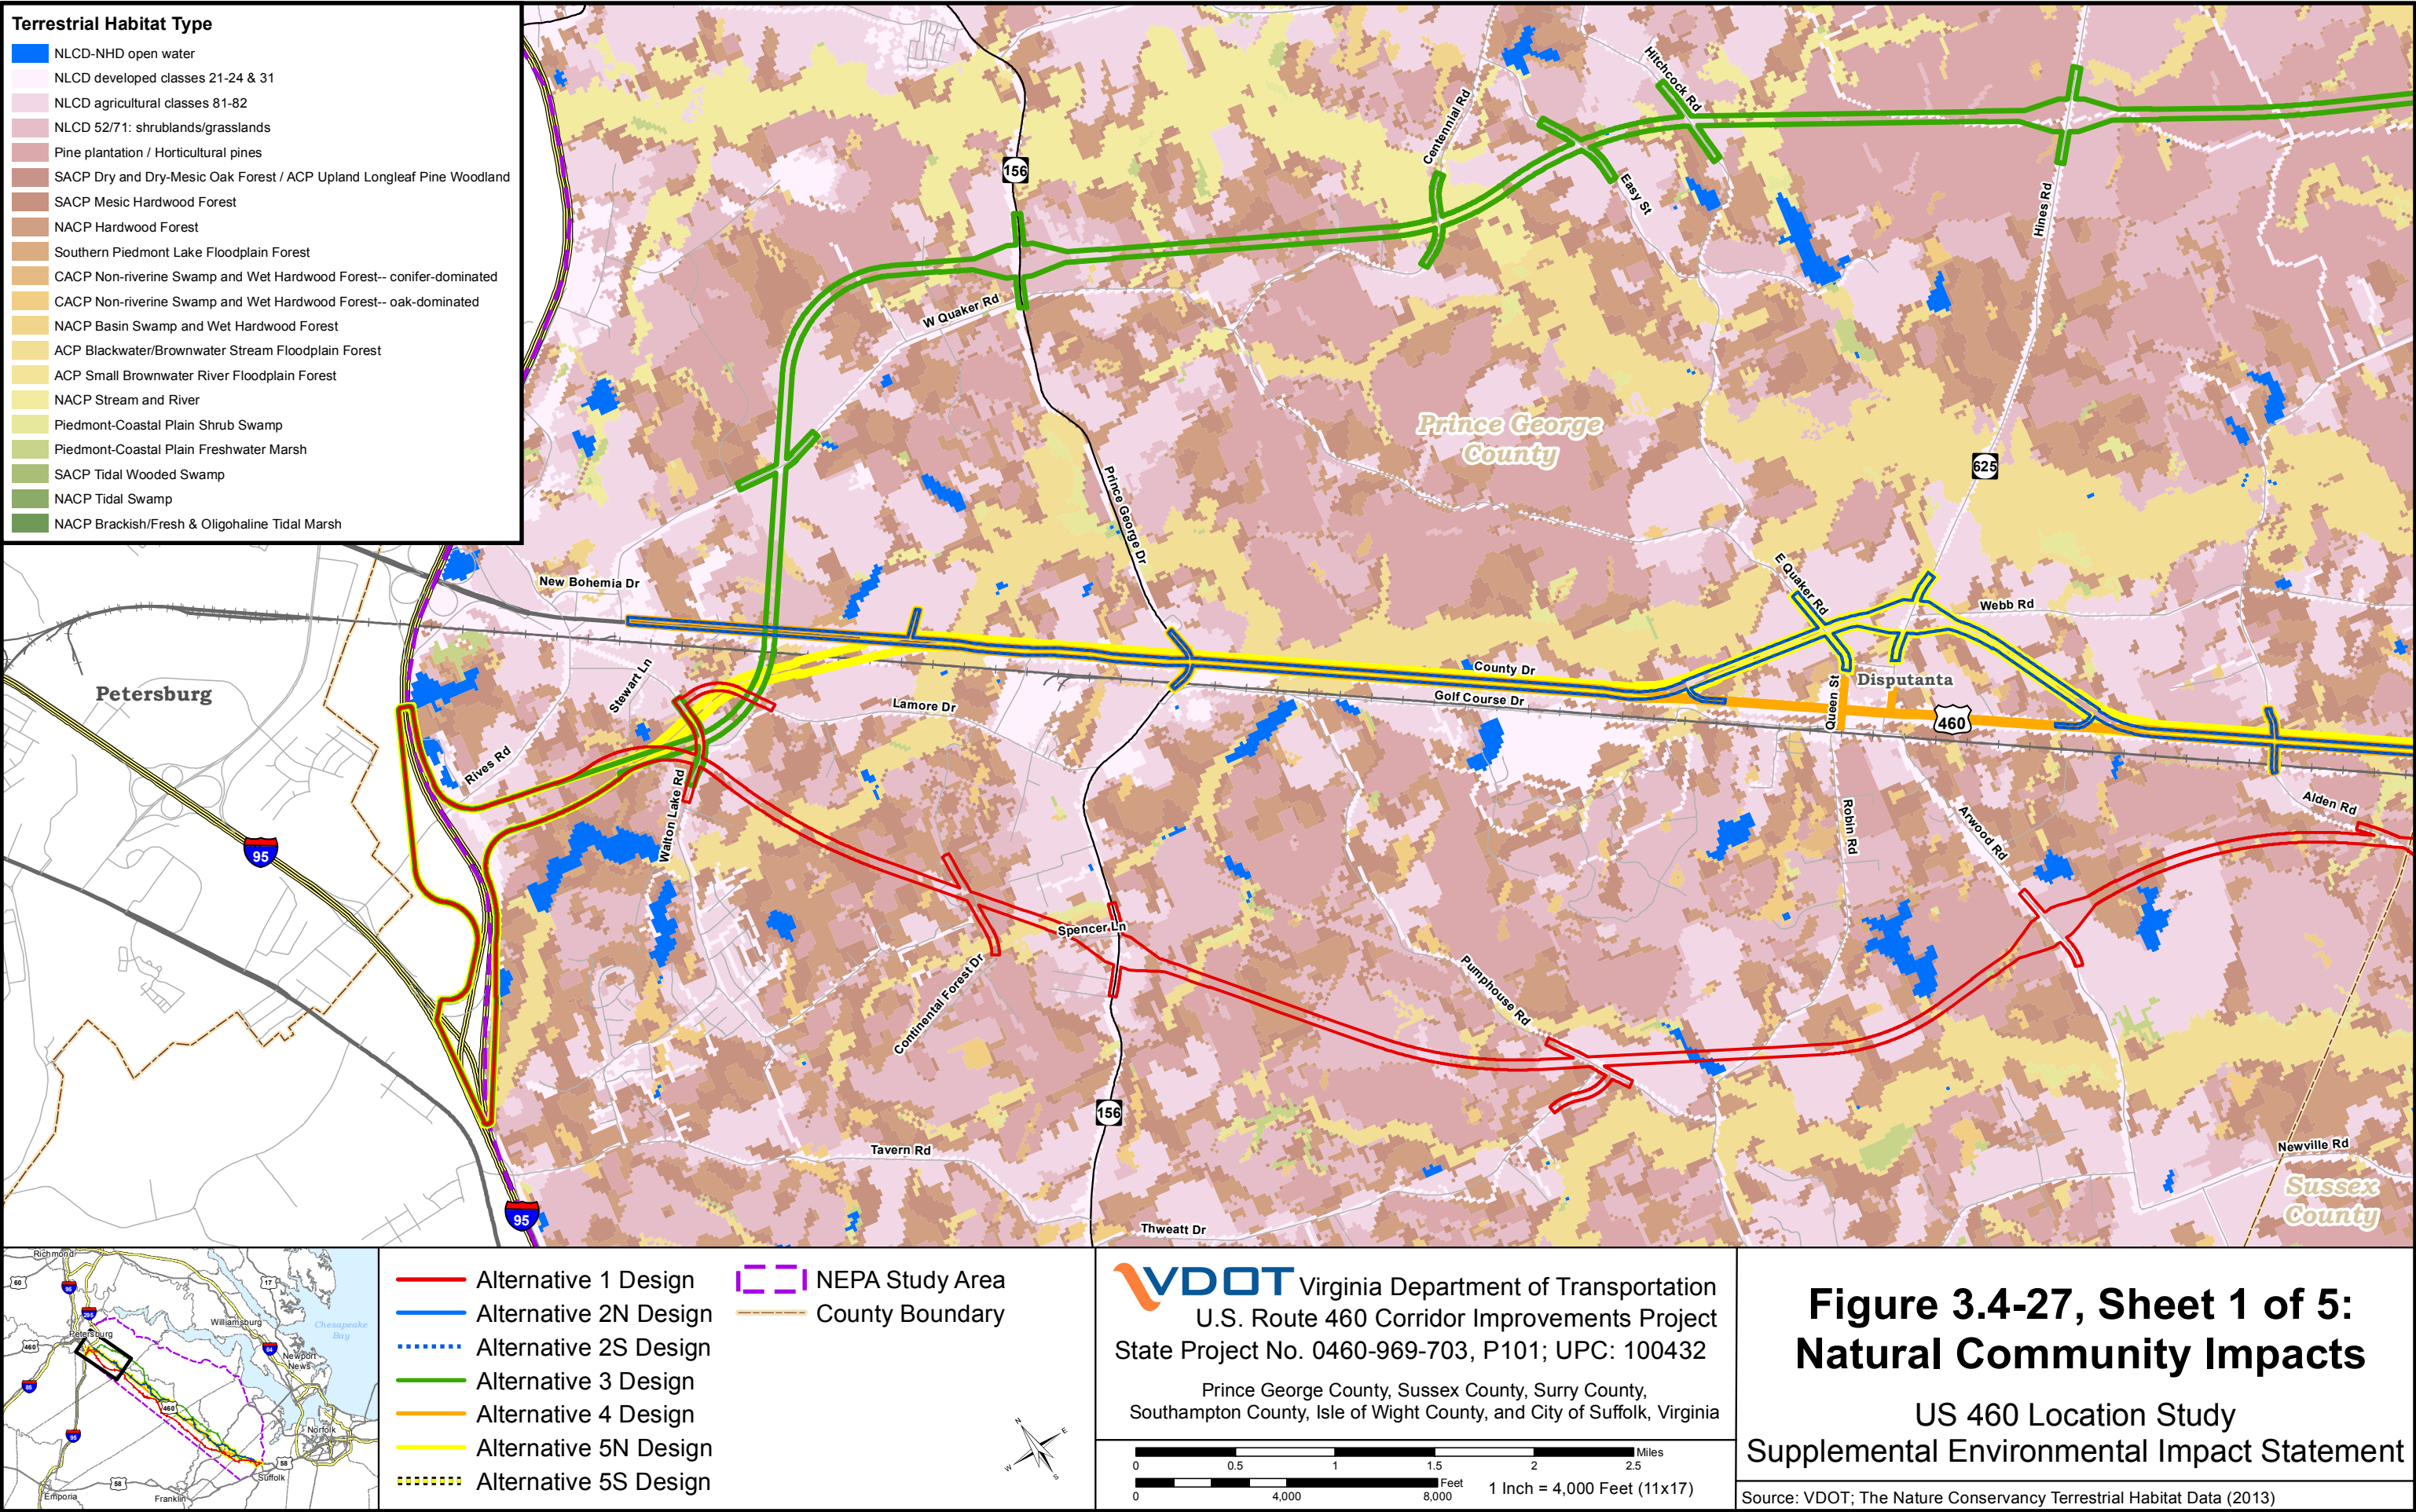 Terrestrial Habitat Type
NLCD-NHD open water
NLCD developed classes 21-24 & 31
NLCD agricultural classes 81-82
NLCD 52/71: shrublands/grasslands
Pine plantation / Horticultural pines
SACP Dry and Dry-Mesic Oak Forest / ACP Upland Longleaf Pine Woodland
SACP Mesic Hardwood Forest
NACP Hardwood Forest
Southern Piedmont Lake Floodplain Forest
CACP Non-riverine Swamp and Wet Hardwood Forest-- conifer-dominated
CACP Non-riverine Swamp and Wet Hardwood Forest-- oak-dominated
NACP Basin Swamp and Wet Hardwood Forest
ACP Blackwater/Brownwater Stream Floodplain Forest
ACP Small Brownwater River Floodplain Forest
NACP Stream and River
Piedmont-Coastal Plain Shrub Swamp
Piedmont-Coastal Plain Freshwater Marsh
SACP Tidal Wooded Swamp
NACP Tidal Swamp
NACP Brackish/Fresh & Oligohaline Tidal Marsh
Hitchcock Rd
Centennial Rd
156
Easy St
Hines Rd
W Quaker Rd
Prince George
County
625
Prince George Dr
New Bohemia Dr
E Quaker Rd
Webb Rd
Petersburg
Stewart Ln
County Dr
Golf Course Dr
Lamore Dr
Queen St
Disputanta
460
Rives Rd
Walton Lake Rd
95
Robin Rd
Arwood Rd
Alden Rd
Spencer Ln
Continental Forest Dr
Pumphouse Rd
156
Tavern Rd
Newville Rd
Sussex
County
95
Thweatt Dr
Richmond
60
95
17
295
Petersburg
Williamsburg
Chesapeake
Bay
460
64
Newport
News
85
460
95
Norfolk
58
Suffolk
58
Emporia
Franklin
Alternative 1 Design
Alternative 2N Design
Alternative 2S Design
Alternative 3 Design
Alternative 4 Design
Alternative 5N Design
Alternative 5S Design
NEPA Study Area
County Boundary
N
E
W
S
VDOT Virginia Department of Transportation
U.S. Route 460 Corridor Improvements Project
State Project No. 0460-969-703, P101; UPC: 100432
Prince George County, Sussex County, Surry County,
Southampton County, Isle of Wight County, and City of Suffolk, Virginia
Miles
0 0.5 1 1.5 2 2.5
Feet
0 4,000 8,000
1 Inch = 4,000 Feet (11x17)
Figure 3.4-27, Sheet 1 of 5:
Natural Community Impacts
US 460 Location Study
Supplemental Environmental Impact Statement
Source: VDOT; The Nature Conservancy Terrestrial Habitat Data (2013)